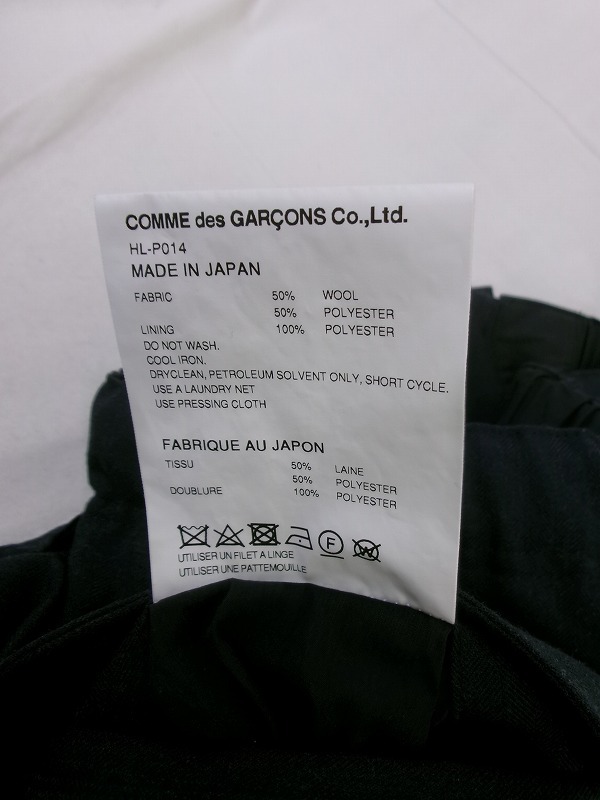 COMME des GARÇONS Co.,Ltd.
HL-P014
MADE IN JAPAN
FABRIC 50% WOOL
50% POLYESTER
LINING 100% POLYESTER
DO NOT WASH.
COOL IRON.
DRYCLEAN, PETROLEUM SOLVENT ONLY, SHORT CYCLE.
USE A LAUNDRY NET
USE PRESSING CLOTH
FABRIQUE AU JAPON
TISSU 50% LAINE
50% POLYESTER
DOUBLURE 100% POLYESTER
F W
UTILISER UN FILET A LINGE
UTILISER UNE PATTEMOUILLE